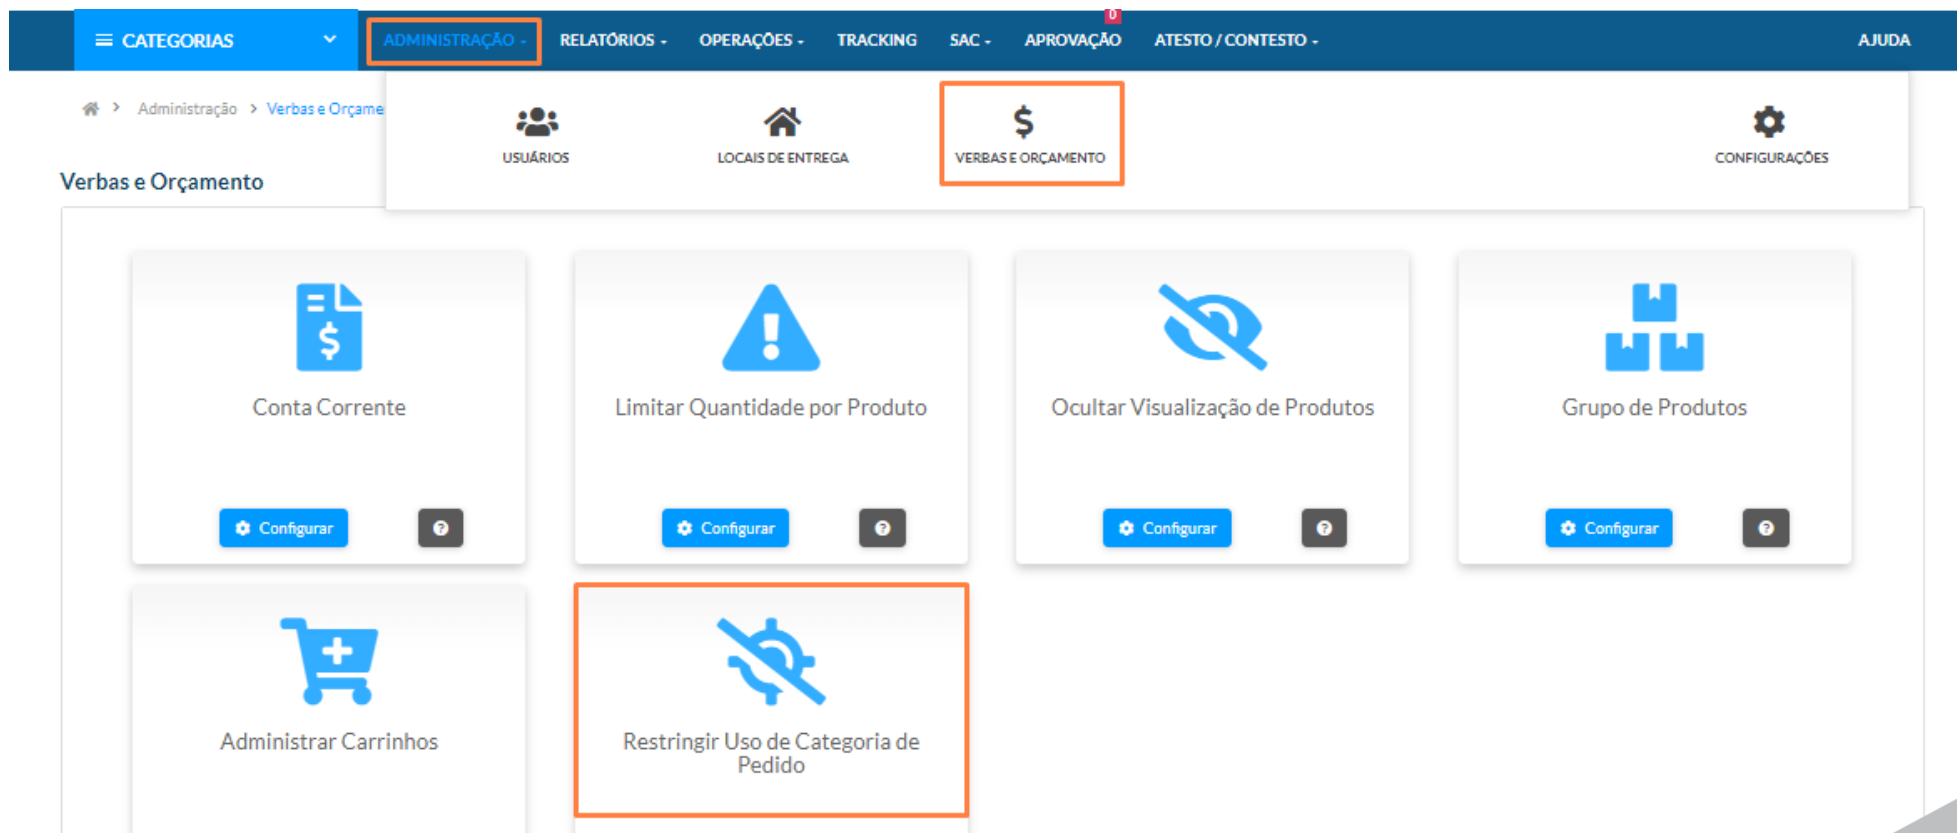 CATEGORIAS ADMINISTRAÇÃO RELATÓRIOS OPERAÇÕES TRACKING SAC APROVAÇÃO 0 ATESTO / CONTESTO AJUDA
Administração > Verbas e Orçame
USUÁRIOS LOCAIS DE ENTREGA VERBAS E ORÇAMENTO CONFIGURAÇÕES
Verbas e Orçamento
Conta Corrente Limitar Quantidade por Produto Ocultar Visualização de Produtos Grupo de Produtos
Configurar Configurar Configurar Configurar
Administrar Carrinhos Restringir Uso de Categoria de
Pedido